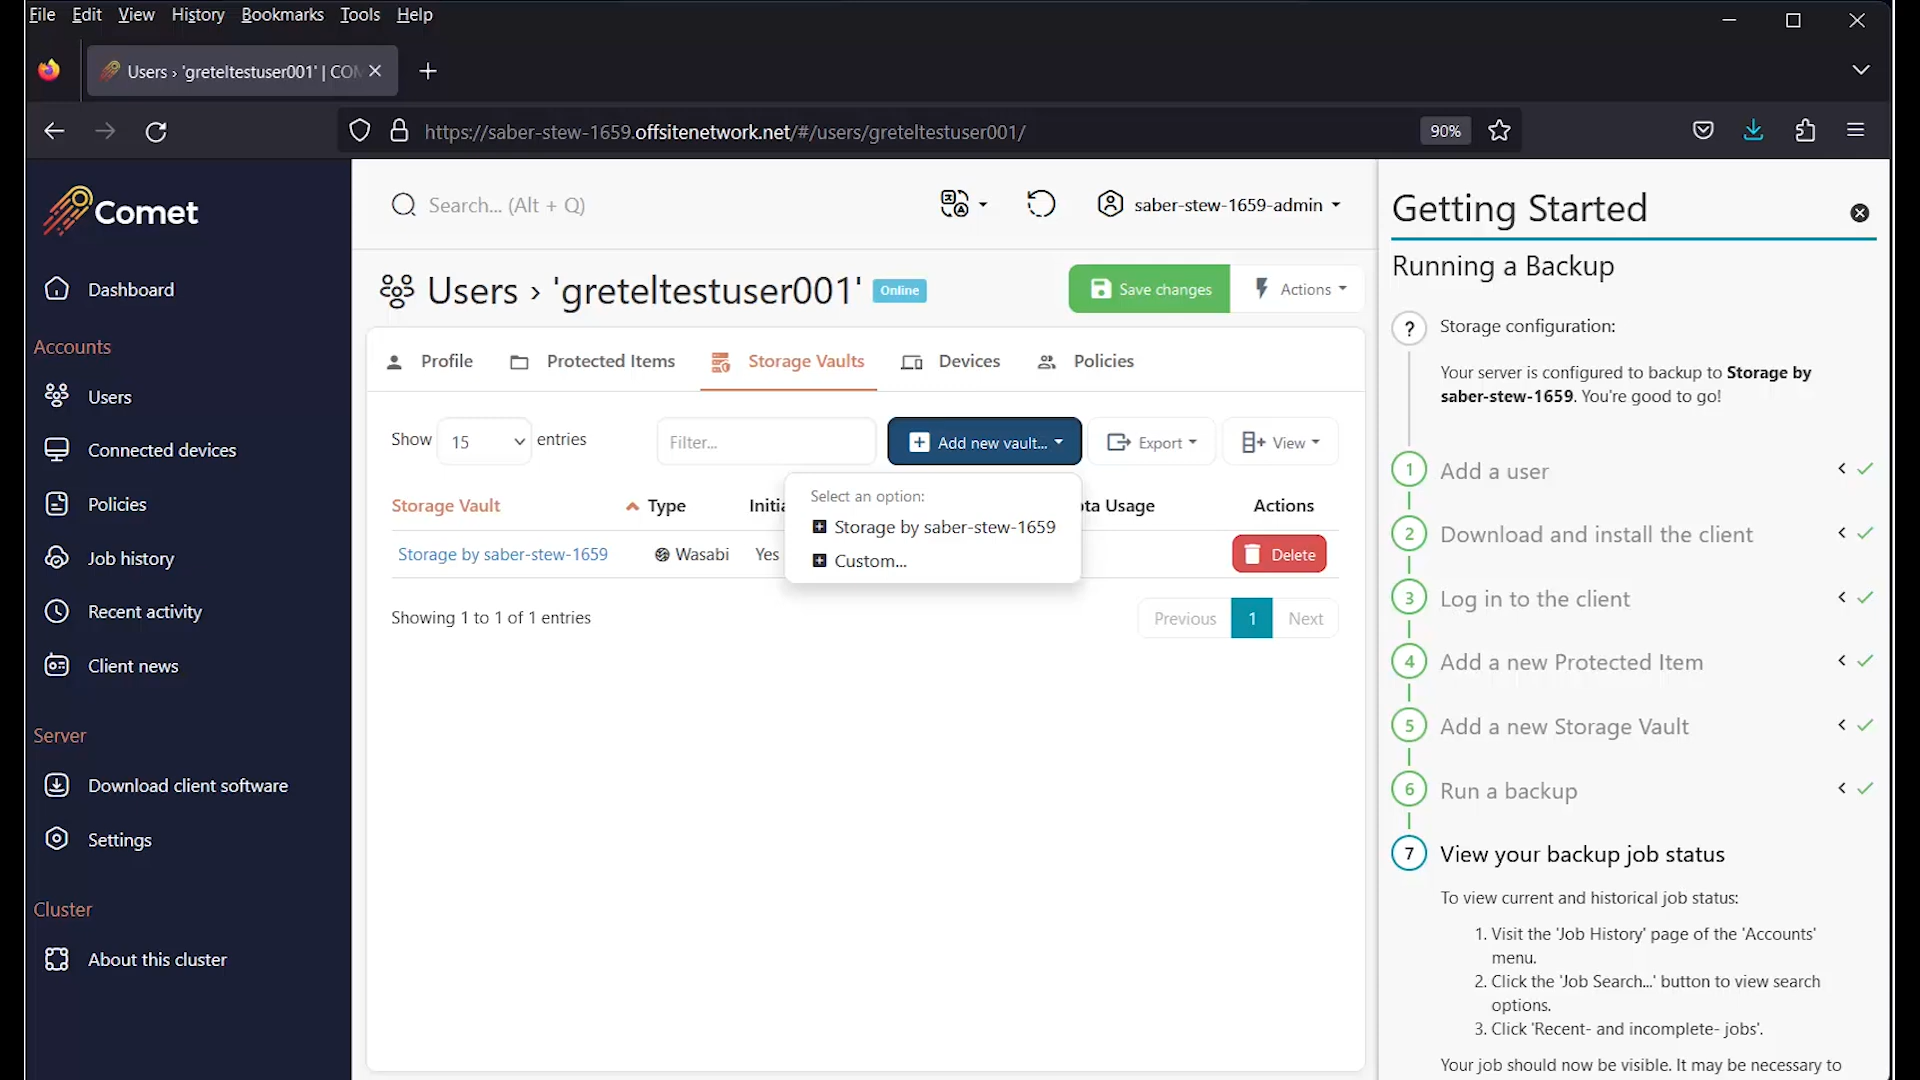 File Edit View History Bookmarks Tools Help
Users › 'greteltestuser001' | CO
https://saber-stew-1659.offsitenetwork.net/#/users/greteltestuser001/
90%
Comet
Search... (Alt + Q)
saber-stew-1659-admin
Dashboard
Accounts
Users
Connected devices
Policies
Job history
Recent activity
Client news
Server
Download client software
Settings
Cluster
About this cluster
Users › 'greteltestuser001' Online
Save changes
Actions
Profile
Protected Items
Storage Vaults
Devices
Policies
Show 15 entries
Filter...
Add new vault...
Export
View
Select an option:
Storage by saber-stew-1659
Custom...
Storage Vault Type Initia ta Usage Actions
Storage by saber-stew-1659 Wasabi Yes Delete
Showing 1 to 1 of 1 entries
Previous 1 Next
Getting Started
Running a Backup
? Storage configuration:
Your server is configured to backup to Storage by
saber-stew-1659. You're good to go!
1 Add a user
2 Download and install the client
3 Log in to the client
4 Add a new Protected Item
5 Add a new Storage Vault
6 Run a backup
7 View your backup job status
To view current and historical job status:
1. Visit the 'Job History' page of the 'Accounts'
menu.
2. Click the 'Job Search...' button to view search
options.
3. Click 'Recent- and incomplete- jobs'.
Your job should now be visible. It may be necessary to